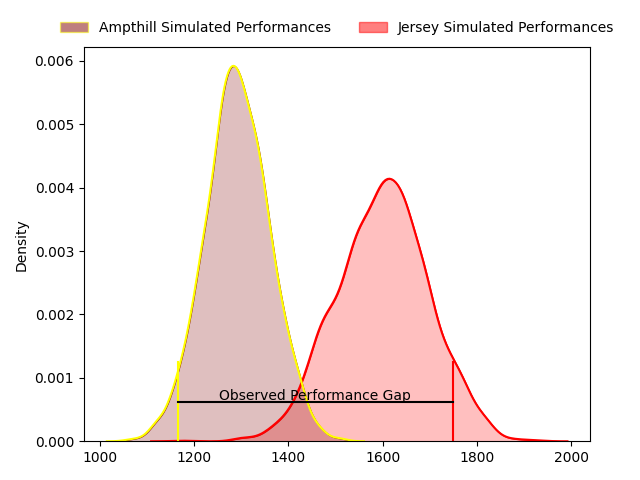 Ampthill Simulated Performances
Jersey Simulated Performances
0.006
0.005
0.004
0.003
0.002
0.001
0.000
Density
Observed Performance Gap
1000 1200 1400 1600 1800 2000